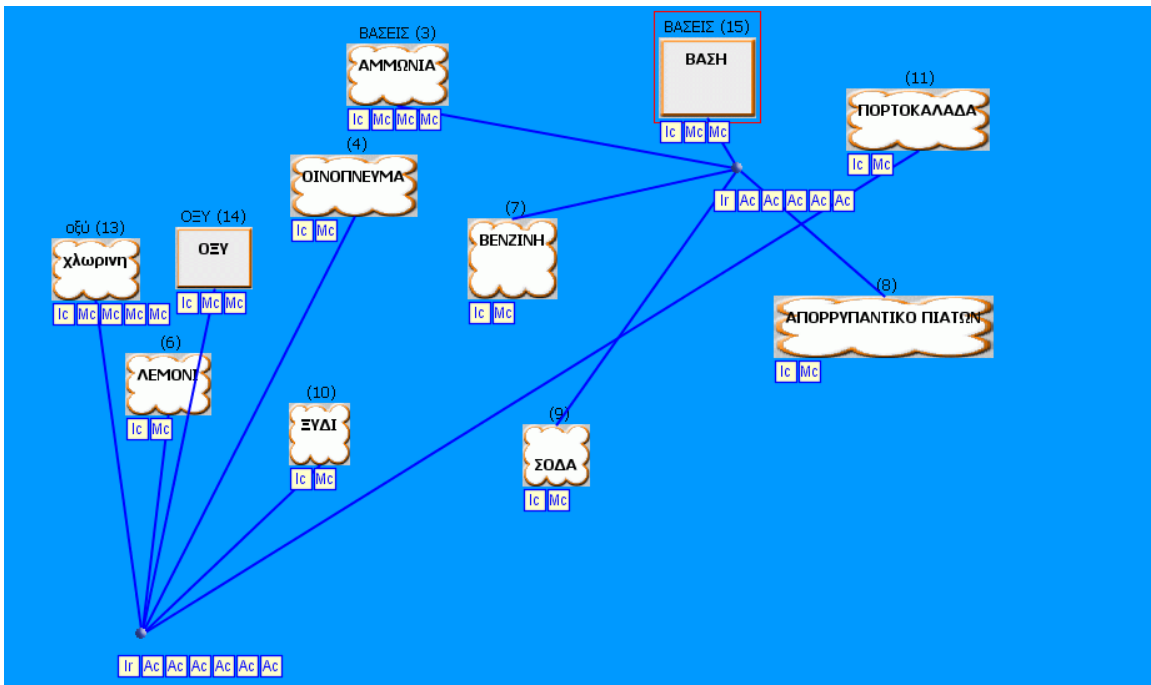 ΒΑΣΕΙΣ (3)
ΑΜΜΩΝΙΑ
Ic Mc Mc Mc
ΒΑΣΕΙΣ (15)
ΒΑΣΗ
Ic Mc Mc
(11)
ΠΟΡΤΟΚΑΛΑΔΑ
Ic Mc
(4)
ΟΙΝΟΠΝΕΥΜΑ
Ic Mc
Ir Ac Ac Ac Ac Ac
(7)
ΒΕΝΖΙΝΗ
Ic Mc
οξύ (13)
χλωρινη
Ic Mc Mc Mc Mc
ΟΞΥ (14)
ΟΞΥ
Ic Mc Mc
(8)
ΑΠΟΡΡΥΠΑΝΤΙΚΟ ΠΙΑΤΩΝ
Ic Mc
(6)
ΛΕΜΟΝΙ
Ic Mc
(10)
ΞΥΔΙ
Ic Mc
(9)
ΣΟΔΑ
Ic Mc
Ir Ac Ac Ac Ac Ac Ac